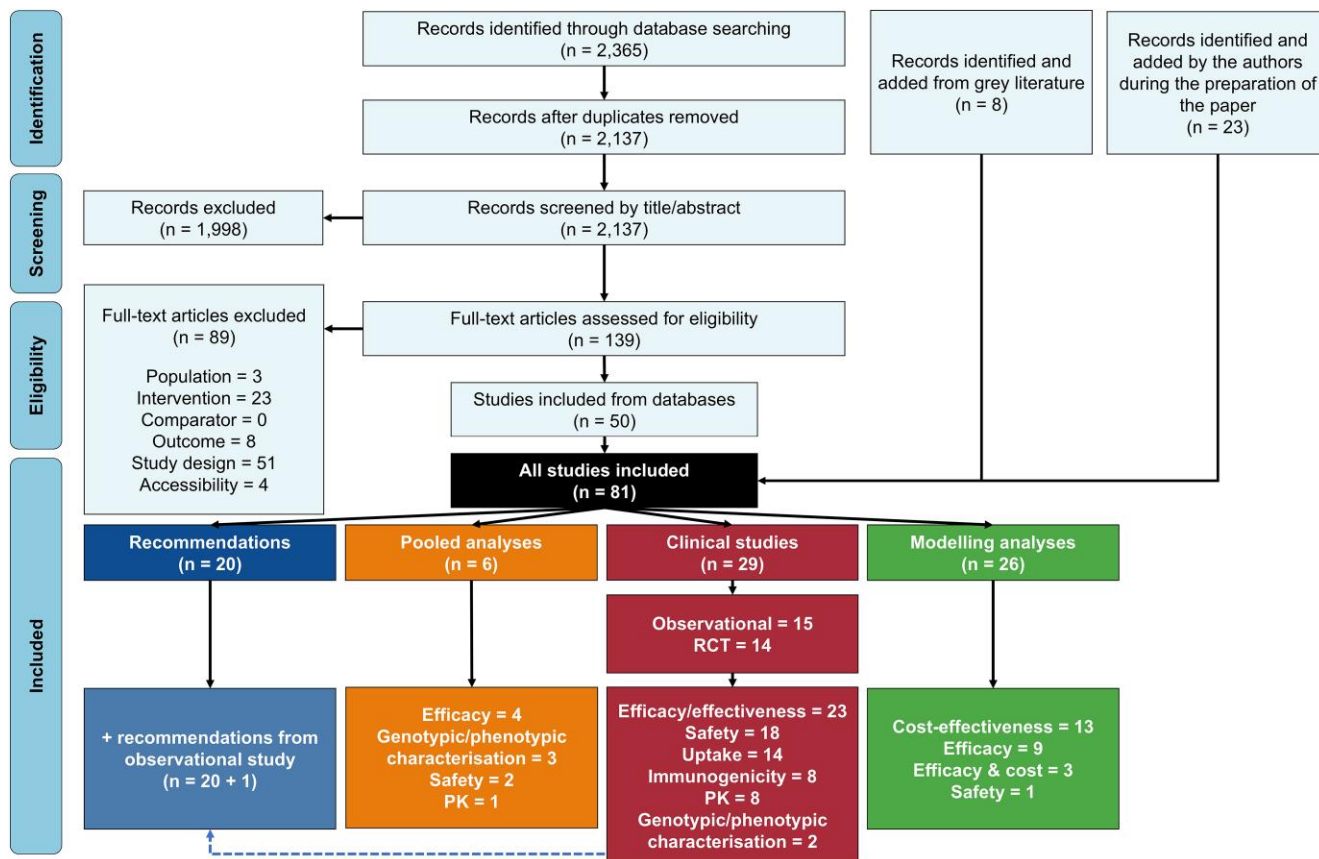 Identification
Records identified through database searching
(n = 2,365)
Records after duplicates removed
(n = 2,137)
Records identified and
added from grey literature
(n = 8)
Records identified and
added by the authors
during the preparation of
the paper
(n = 23)
Screening
Records excluded
(n = 1,998)
Records screened by title/abstract
(n = 2,137)
Eligibility
Full-text articles excluded
(n = 89)
Population = 3
Intervention = 23
Comparator = 0
Outcome = 8
Study design = 51
Accessibility = 4
Full-text articles assessed for eligibility
(n = 139)
Studies included from databases
(n = 50)
Included
All studies included
(n = 81)
Recommendations
(n = 20)
Pooled analyses
(n = 6)
Clinical studies
(n = 29)
Modelling analyses
(n = 26)
Observational = 15
RCT = 14
+ recommendations from
observational study
(n = 20 + 1)
Efficacy = 4
Genotypic/phenotypic
characterisation = 3
Safety = 2
PK = 1
Efficacy/effectiveness = 23
Safety = 18
Uptake = 14
Immunogenicity = 8
PK = 8
Genotypic/phenotypic
characterisation = 2
Cost-effectiveness = 13
Efficacy = 9
Efficacy & cost = 3
Safety = 1